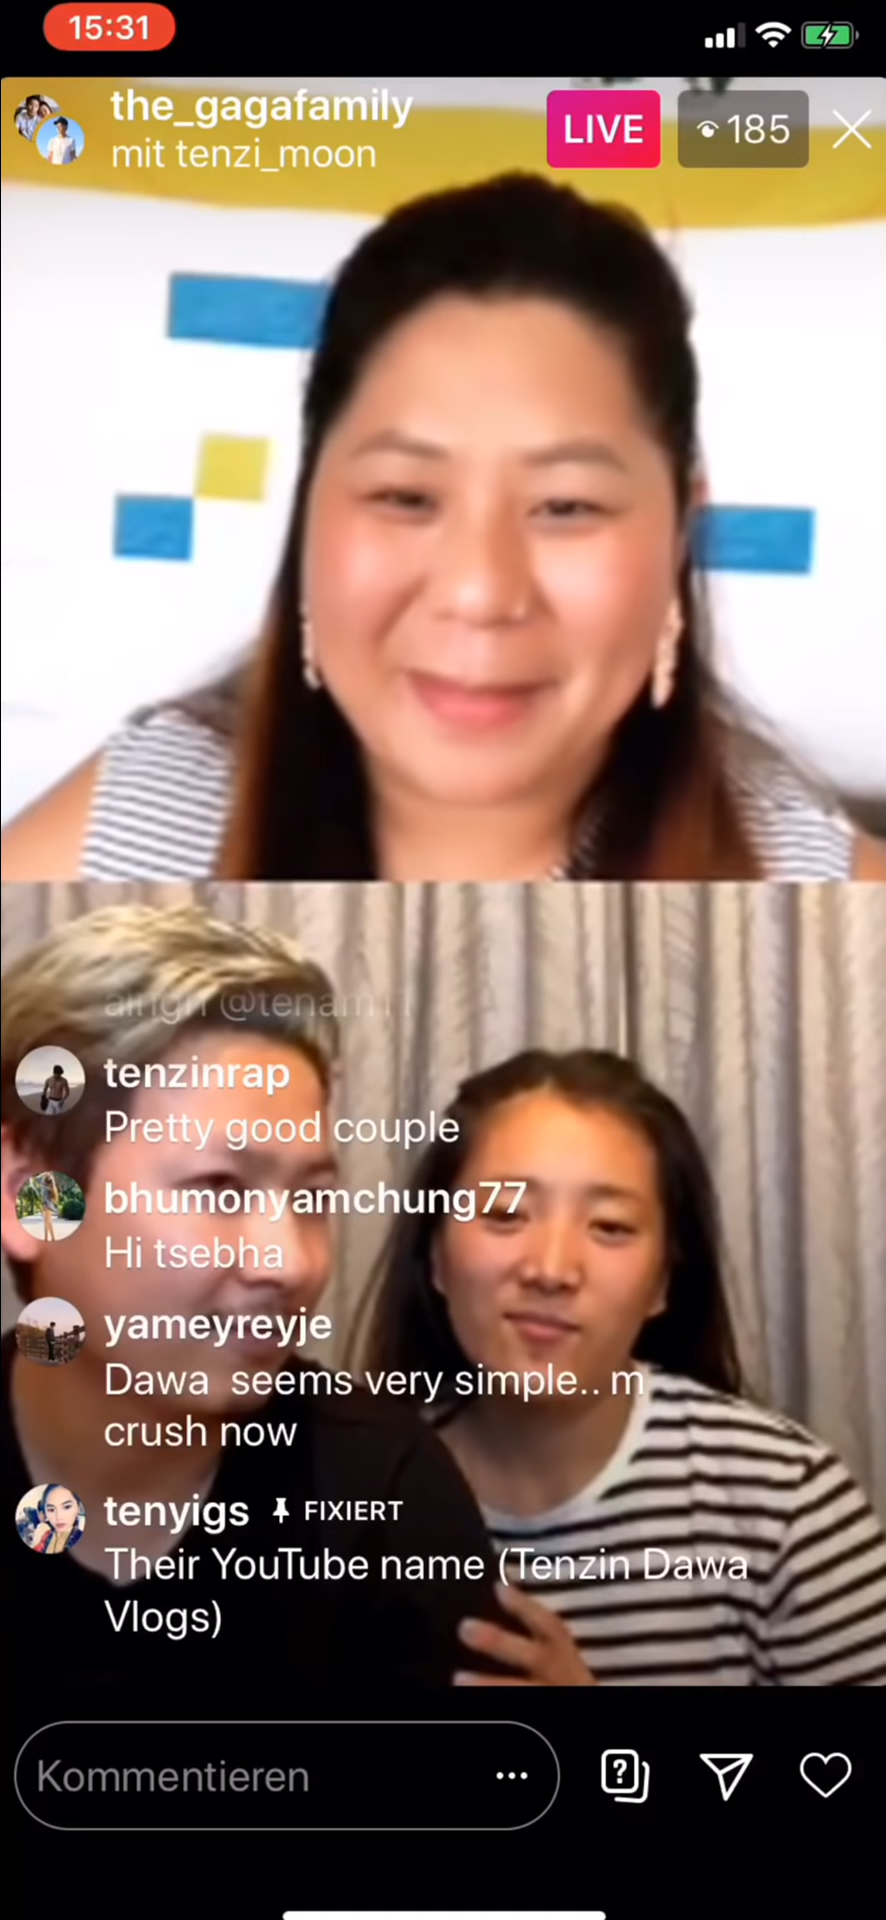 15:31
the_gagafamily
mit tenzi_moon
LIVE
185
@tenam
tenzinrap
Pretty good couple
bhumonyamchung77
Hi tsebha
yameyreyje
Dawa seems very simple.. m
crush now
tenyigs FIXIERT
Their YouTube name (Tenzin Dawa
Vlogs)
Kommentieren